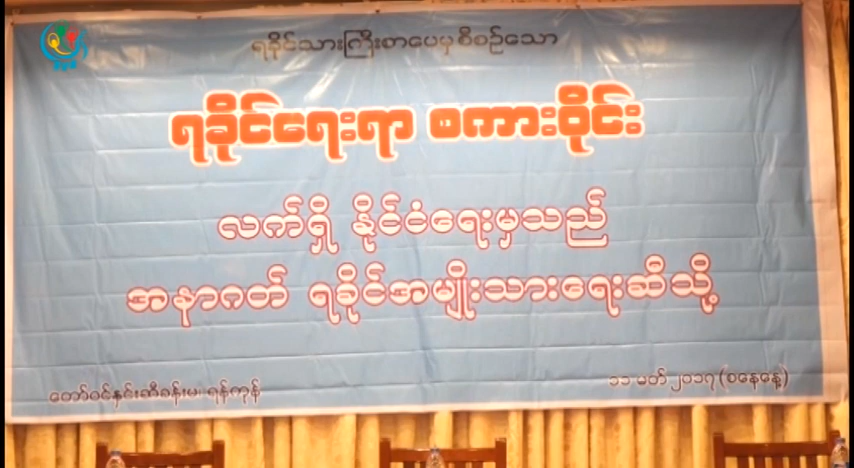 ရခိုင်သားကြီးစာပေမှစီစဉ်သော
ရခိုင်ရေးရာ စကားဝိုင်း
လက်ရှိ နိုင်ငံရေးမှသည်
အနာဂတ် ရခိုင်အမျိုးသားရေးဆီသို့
တော်ဝင်နှင်းဆီခန်းမ၊ ရန်ကုန်
၁၁ မတ် ၂၀၁၇ (စနေနေ့)